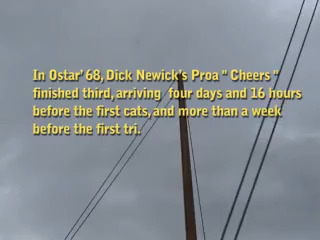 In Ostar' 68, Dick Newick's Proa " Cheers "
finished third, arriving  four days and 16 hours
before the first cats, and more than a week
before the first tri.